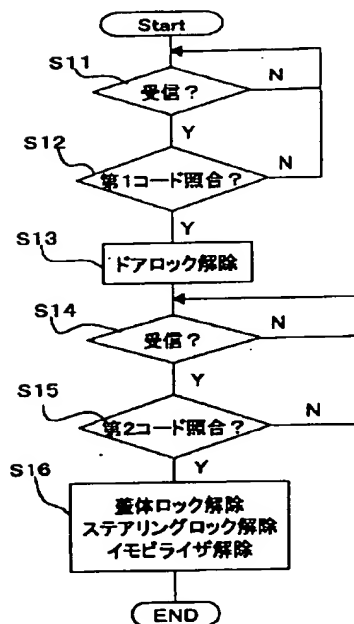 Start
S11
受信?
N
Y
S12
第1コード照合?
N
Y
S13
ドアロック解除
S14
受信?
N
Y
S15
第2コード照合?
N
Y
S16
蓋体ロック解除
ステアリングロック解除
イモビライザ解除
END